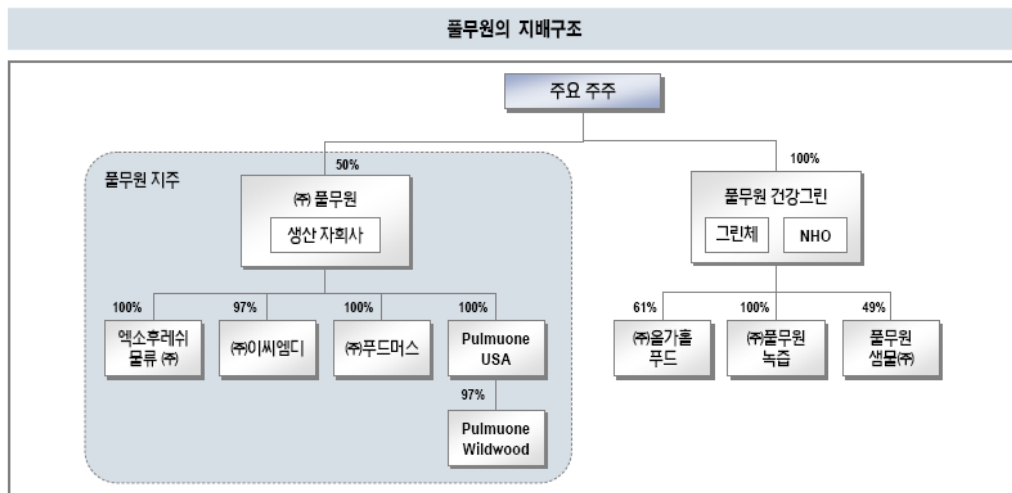 풀무원의 지배구조
주요 주주
50%
100%
풀무원 지주
㈜ 풀무원
생산 자회사
풀무원 건강그린
그린체
NHO
100%
97%
100%
100%
61%
100%
49%
엑소후레쉬
물류 ㈜
㈜이씨엠디
㈜푸드머스
Pulmuone
USA
㈜올가홀
푸드
㈜풀무원
녹즙
풀무원
샘물㈜
97%
Pulmuone
Wildwood